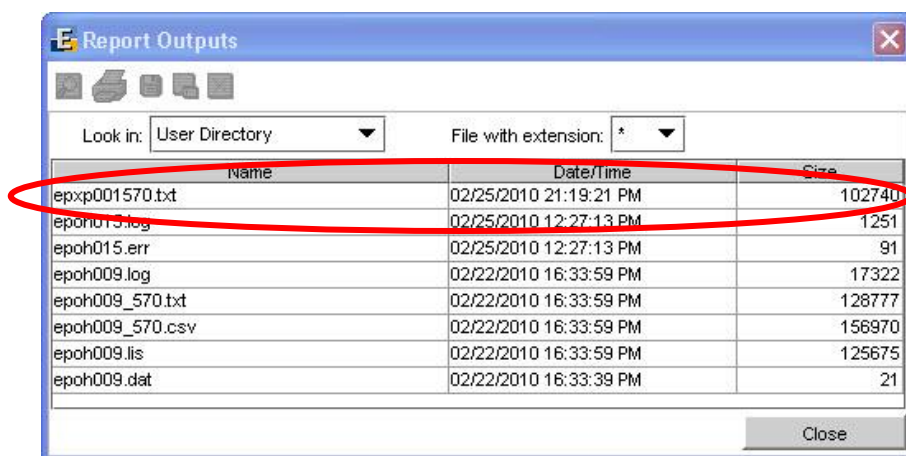 E Report Outputs
Look in: User Directory File with extension: *
Name Date/Time Size
epxp001570.txt 02/25/2010 21:19:21 PM 102740
epoh015.log 02/25/2010 12:27:13 PM 1251
epoh015.err 02/25/2010 12:27:13 PM 91
epoh009.log 02/22/2010 16:33:59 PM 17322
epoh009_570.txt 02/22/2010 16:33:59 PM 128777
epoh009_570.csv 02/22/2010 16:33:59 PM 156970
epoh009.lis 02/22/2010 16:33:59 PM 125675
epoh009.dat 02/22/2010 16:33:39 PM 21
Close